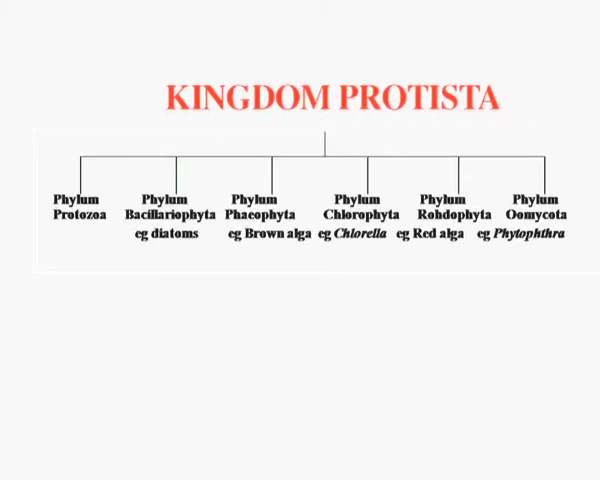 KINGDOM PROTISTA
Phylum Phylum Phylum Phylum Phylum Phylum
Protozoa Bacillariophyta Phaeophyta Chlorophyta Rohdophyta Oomycota
eg diatoms eg Brown alga eg Chlorella eg Red alga eg Phytophthra